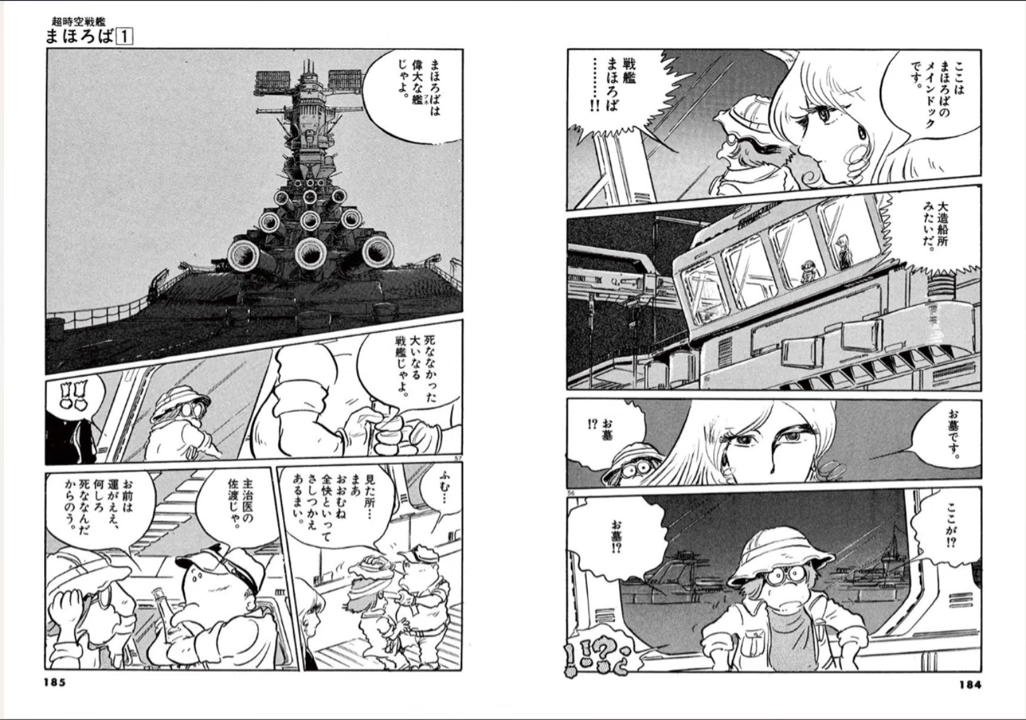 超時空戦艦
まほろば1
ここは
まほろばの
メインドック
です。
戦艦
まほろば
………!!
大造船所
みたいだ。
お墓です。
お墓
!?
56
ここが!?
お墓!?
!!?
184
まほろばは
偉大な艦
フネ
じゃよ。
死ななかった
大いなる
戦艦じゃよ。
!!
57
ふむ…
見た所…
まあ
おおむね
全快といって
さしつかえ
あるまい。
主治医の
佐渡じゃ。
お前は
運がええ、
何しろ
死ななんだ
からのう。
185